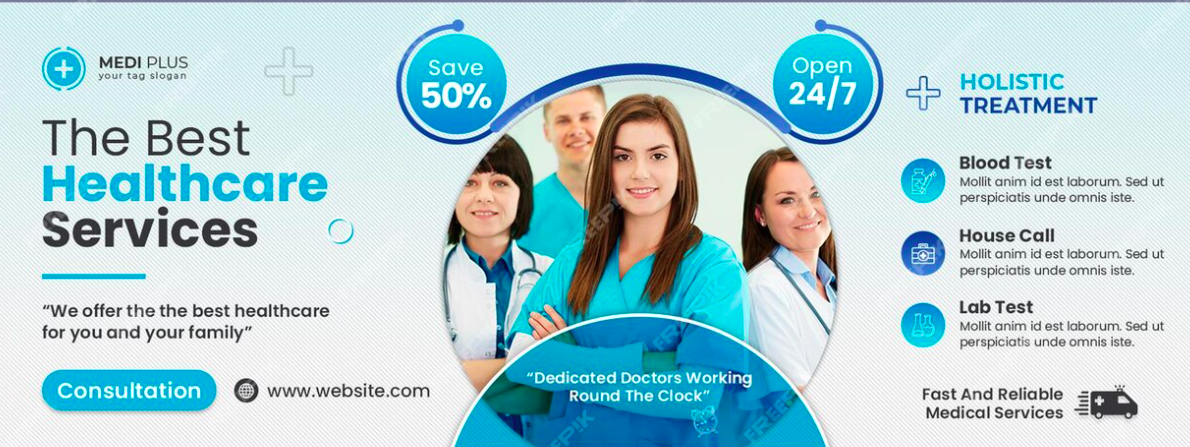 MEDI PLUS
your tag slogan
The Best
Healthcare
Services
“We offer the the best healthcare
for you and your family”
Consultation
www.website.com
Save
50%
Open
24/7
“Dedicated Doctors Working
Round The Clock”
HOLISTIC
TREATMENT
Blood Test
Mollit anim id est laborum. Sed ut
perspiciatis unde omnis iste.
House Call
Mollit anim id est laborum. Sed ut
perspiciatis unde omnis iste.
Lab Test
Mollit anim id est laborum. Sed ut
perspiciatis unde omnis iste.
Fast And Reliable
Medical Services
FREEPIK